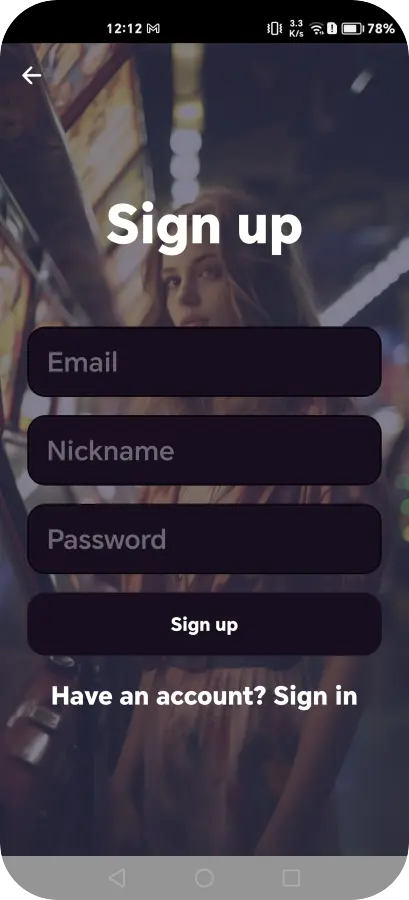 12:12
3.3
K/s
78%
Sign up
Email
Nickname
Password
Sign up
Have an account? Sign in